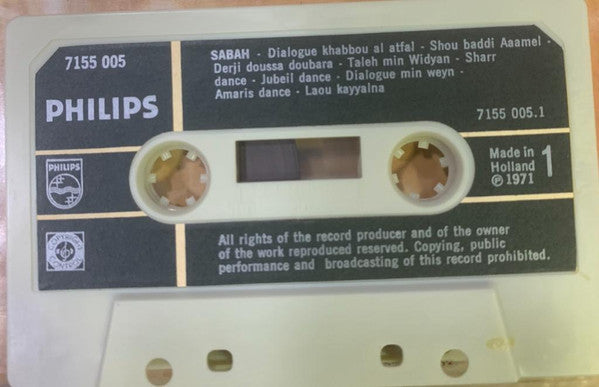 7155 005
SABAH - Dialogue khabbou al atfal - Shou baddi Aaamel -
Derji doussa doubara - Taleh min Widyan - Sharr
dance - Jubeil dance - Dialogue min weyn -
Amaris dance - Laou kayyalna
PHILIPS
7155 005.1
PHILIPS
Made in
Holland
℗ 1971
1
All rights of the record producer and of the owner
of the work reproduced reserved. Copying, public
performance and broadcasting of this record prohibited.